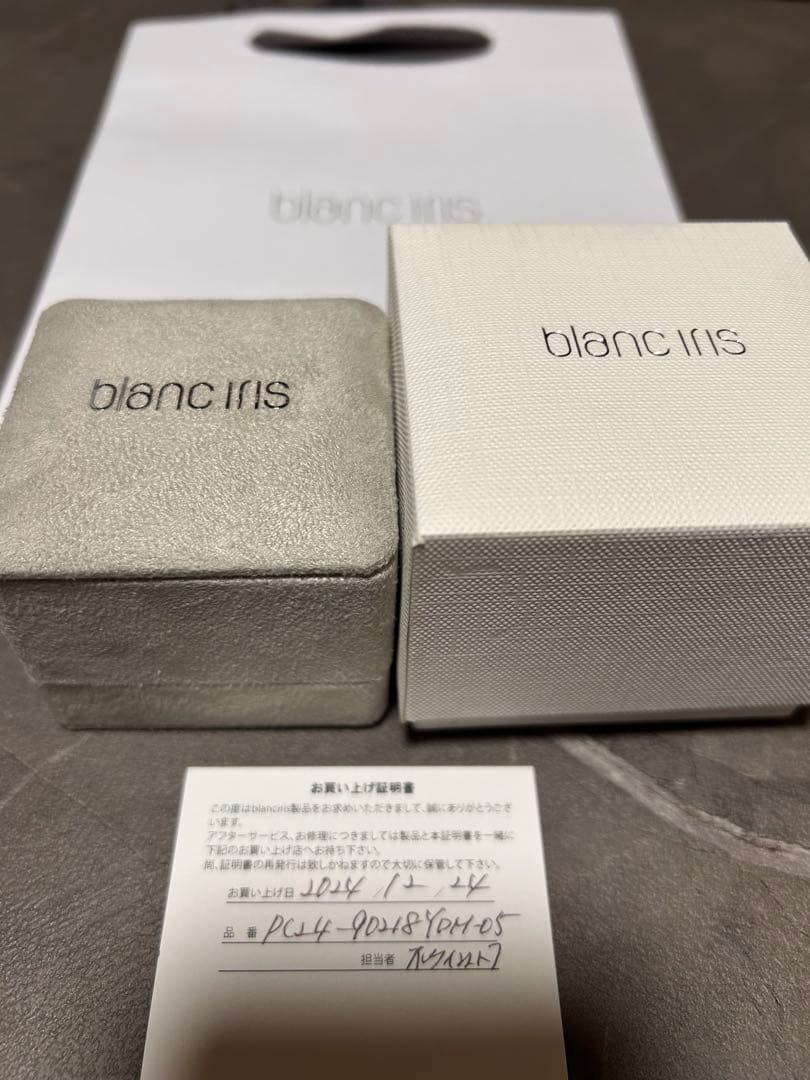 blanc iris
blanc iris
blanc iris
お買い上げ証明書
この度はblanciris製品をお求めいただきまして、誠にありがとうござ
います。
アフターサービス、お修理につきましては製品と本証明書を一緒に
下記のお買い上げ店へお持ち下さい。
尚、証明書の再発行は致しかねますので大切に保管して下さい。
お買い上げ日 2024/12/24
品 番 PC24-90218YDM-05
担当者